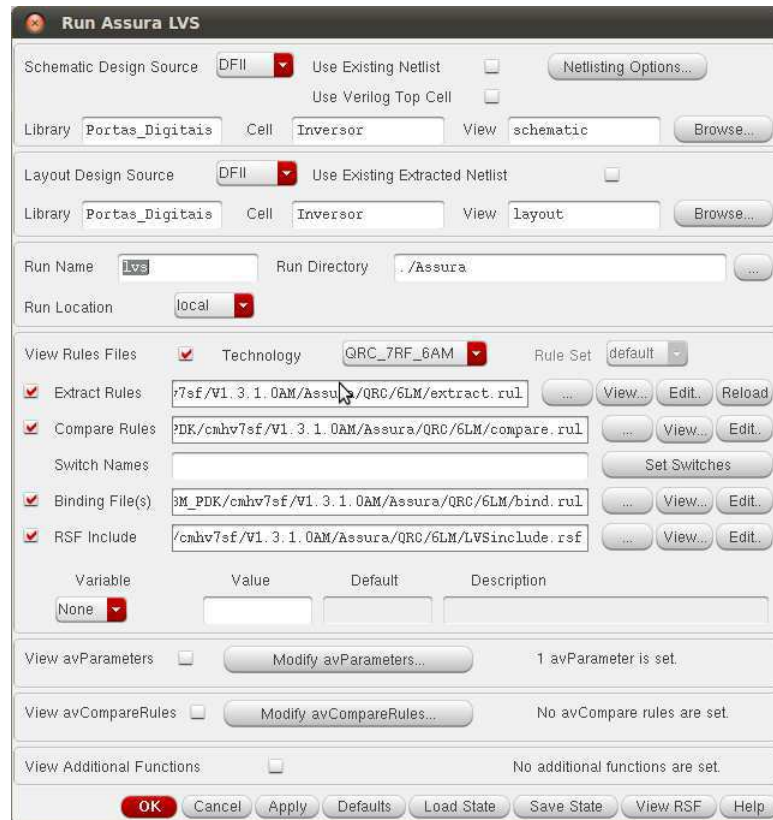 Run Assura LVS
Schematic Design Source DFII Use Existing Netlist Netlisting Options...
Use Verilog Top Cell
Library Portas_Digitais Cell Inversor View schematic Browse...
Layout Design Source DFII Use Existing Extracted Netlist
Library Portas_Digitais Cell Inversor View layout Browse...
Run Name lvs Run Directory ./Assura ...
Run Location local
View Rules Files Technology QRC_7RF_6AM Rule Set default
Extract Rules 7sf/V1.3.1.0AM/Assura/QRC/6LM/extract.rul ... View... Edit.. Reload
Compare Rules PDK/cmhv7sf/V1.3.1.0AM/Assura/QRC/6LM/compare.rul ... View... Edit..
Switch Names Set Switches
Binding File(s) BM_PDK/cmhv7sf/V1.3.1.0AM/Assura/QRC/6LM/bind.rul ... View... Edit..
RSF Include /cmhv7sf/V1.3.1.0AM/Assura/QRC/6LM/LVSinclude.rsf ... View... Edit..
Variable Value Default Description
None
View avParameters Modify avParameters... 1 avParameter is set.
View avCompareRules Modify avCompareRules... No avCompare rules are set.
View Additional Functions No additional functions are set.
OK Cancel Apply Defaults Load State Save State View RSF Help